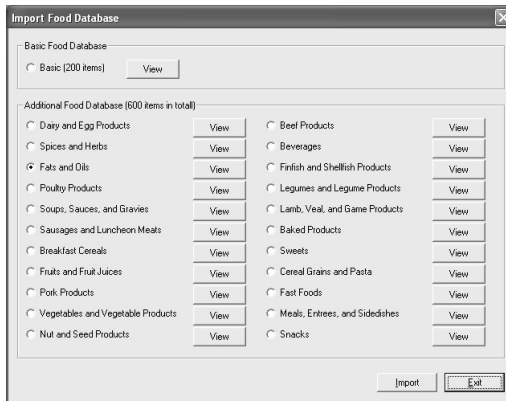 Import Food Database
Basic Food Database
Basic (200 items) View
Additional Food Database (600 items in totall)
Dairy and Egg Products View Beef Products View
Spices and Herbs View Beverages View
Fats and Oils View Finfish and Shellfish Products View
Poultry Products View Legumes and Legume Products View
Soups, Sauces, and Gravies View Lamb, Veal, and Game Products View
Sausages and Luncheon Meats View Baked Products View
Breakfast Cereals View Sweets View
Fruits and Fruit Juices View Cereal Grains and Pasta View
Pork Products View Fast Foods View
Vegetables and Vegetable Products View Meals, Entrees, and Sidedishes View
Nut and Seed Products View Snacks View
Import Exit